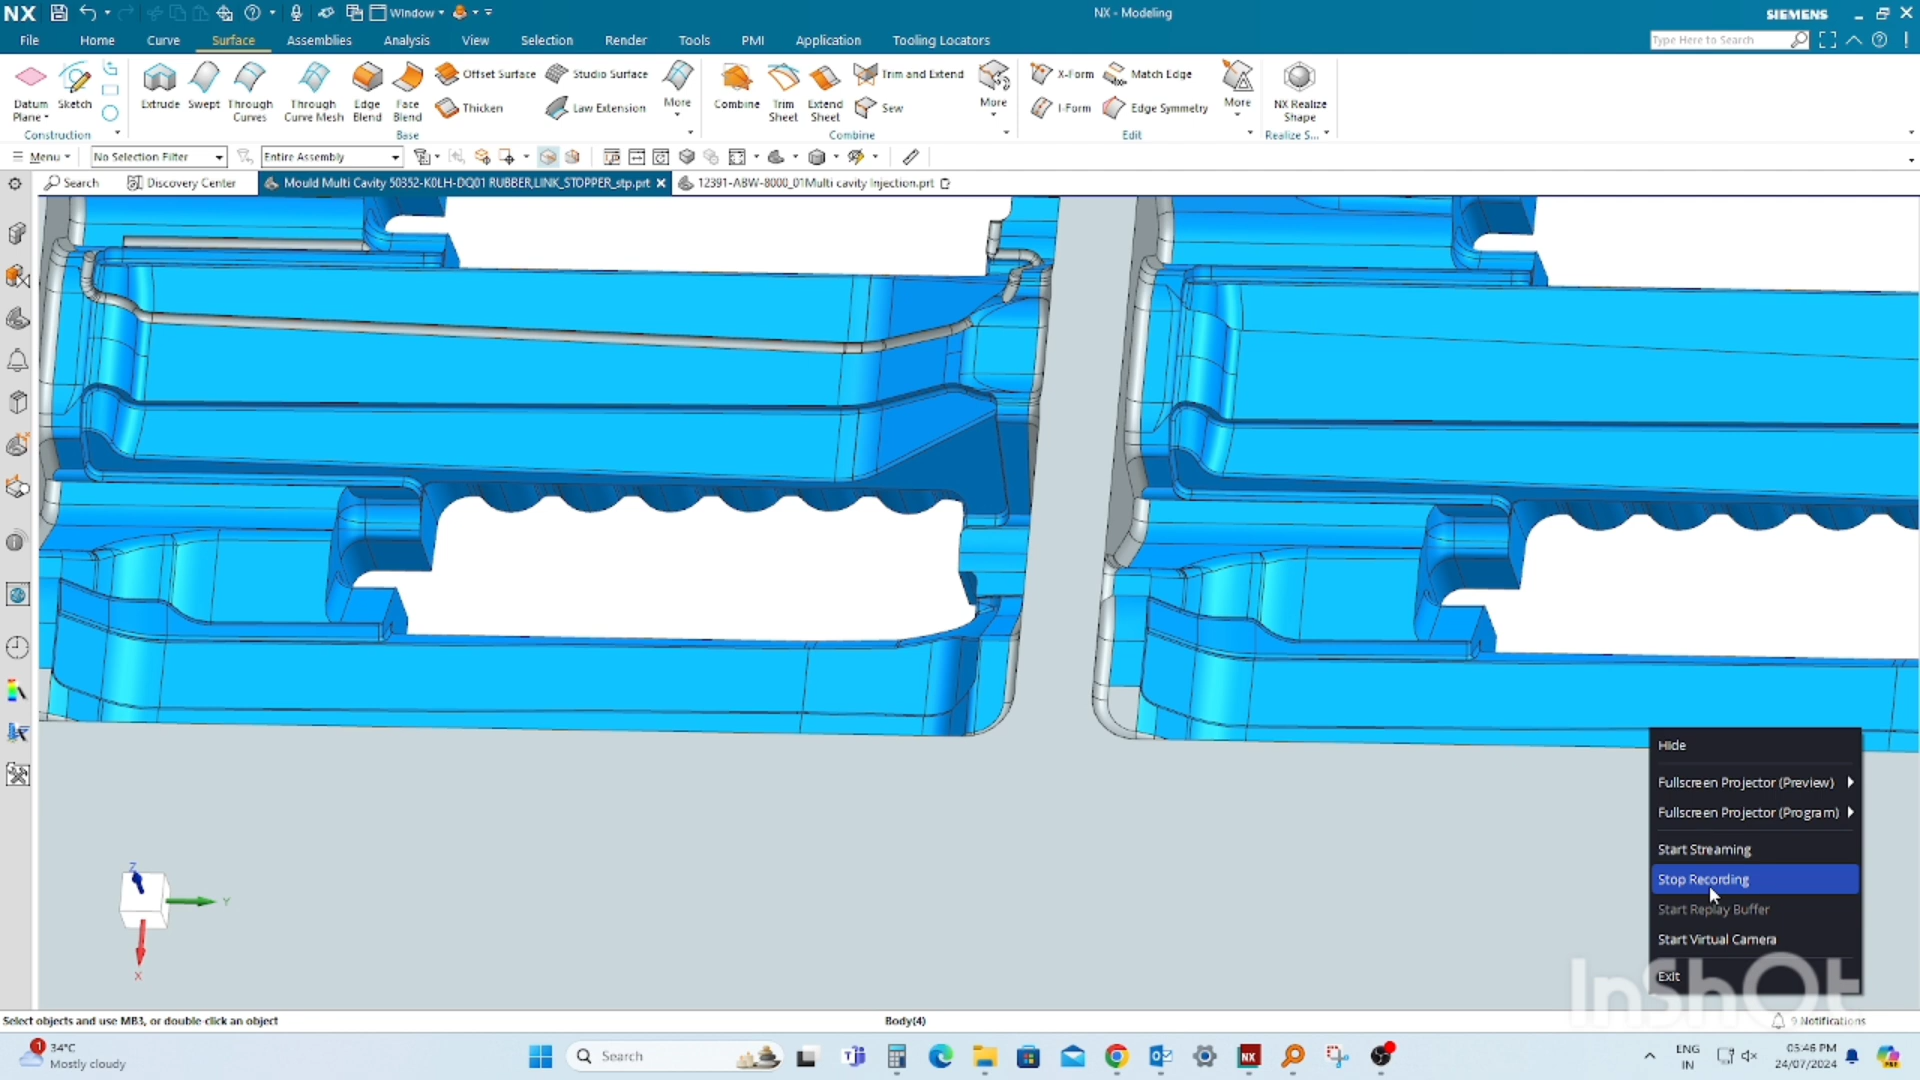 NX
Window
NX - Modeling
SIEMENS
File Home Curve Surface Assemblies Analysis View Selection Render Tools PMI Application Tooling Locators
Type Here to Search
Datum Plane
Sketch
Extrude
Swept
Through Curves
Through Curve Mesh
Edge Blend
Face Blend
Offset Surface
Thicken
Studio Surface
Law Extension
More
Combine
Trim Sheet
Extend Sheet
Trim and Extend
Sew
More
X-Form
I-Form
Match Edge
Edge Symmetry
More
NX Realize Shape
Construction
Base
Combine
Edit
Realize S...
Menu
No Selection Filter
Entire Assembly
Search
Discovery Center
Mould Multi Cavity 50352-K0LH-DQ01 RUBBER,LINK_STOPPER_stp.prt
12391-ABW-8000_01Multi cavity Injection.prt
Hide
Fullscreen Projector (Preview)
Fullscreen Projector (Program)
Start Streaming
Stop Recording
Start Replay Buffer
Start Virtual Camera
Exit
Z
Y
X
InShOt
Select objects and use MB3, or double-click an object
Body(4)
9 Notifications
1
34°C
Mostly cloudy
Search
NX
ENG
IN
05:46 PM
24/07/2024